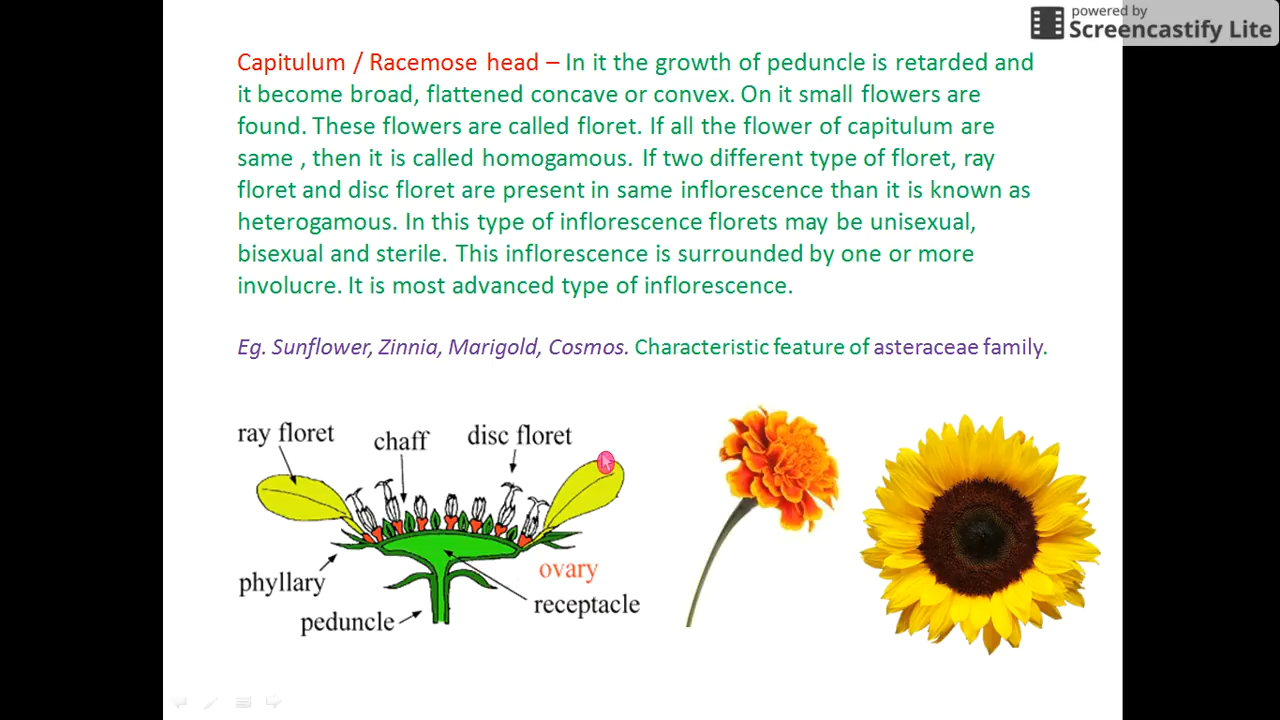 powered by
Screencastify Lite
Capitulum / Racemose head – In it the growth of peduncle is retarded and
it become broad, flattened concave or convex. On it small flowers are
found. These flowers are called floret. If all the flower of capitulum are
same , then it is called homogamous. If two different type of floret, ray
floret and disc floret are present in same inflorescence than it is known as
heterogamous. In this type of inflorescence florets may be unisexual,
bisexual and sterile. This inflorescence is surrounded by one or more
involucre. It is most advanced type of inflorescence.
Eg. Sunflower, Zinnia, Marigold, Cosmos. Characteristic feature of asteraceae family.
ray floret
chaff
disc floret
phyllary
ovary
receptacle
peduncle